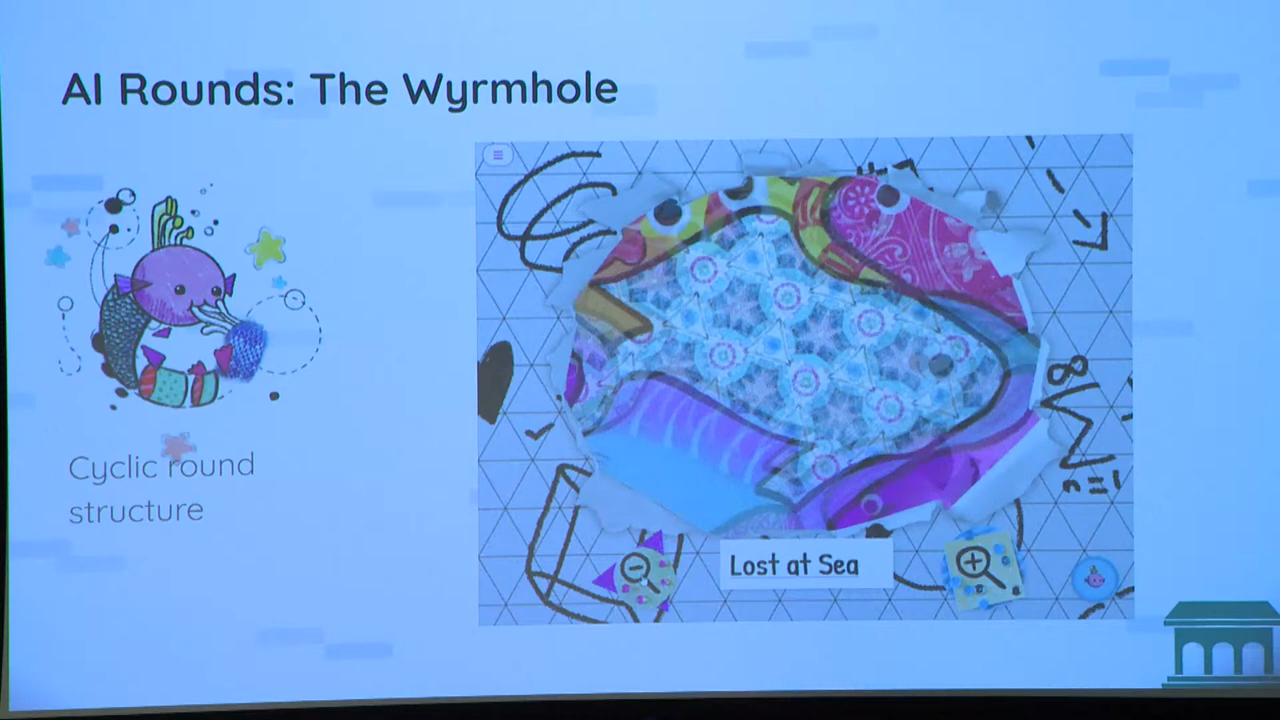 AI Rounds: The Wyrmhole
Cyclic round
structure
Lost at Sea